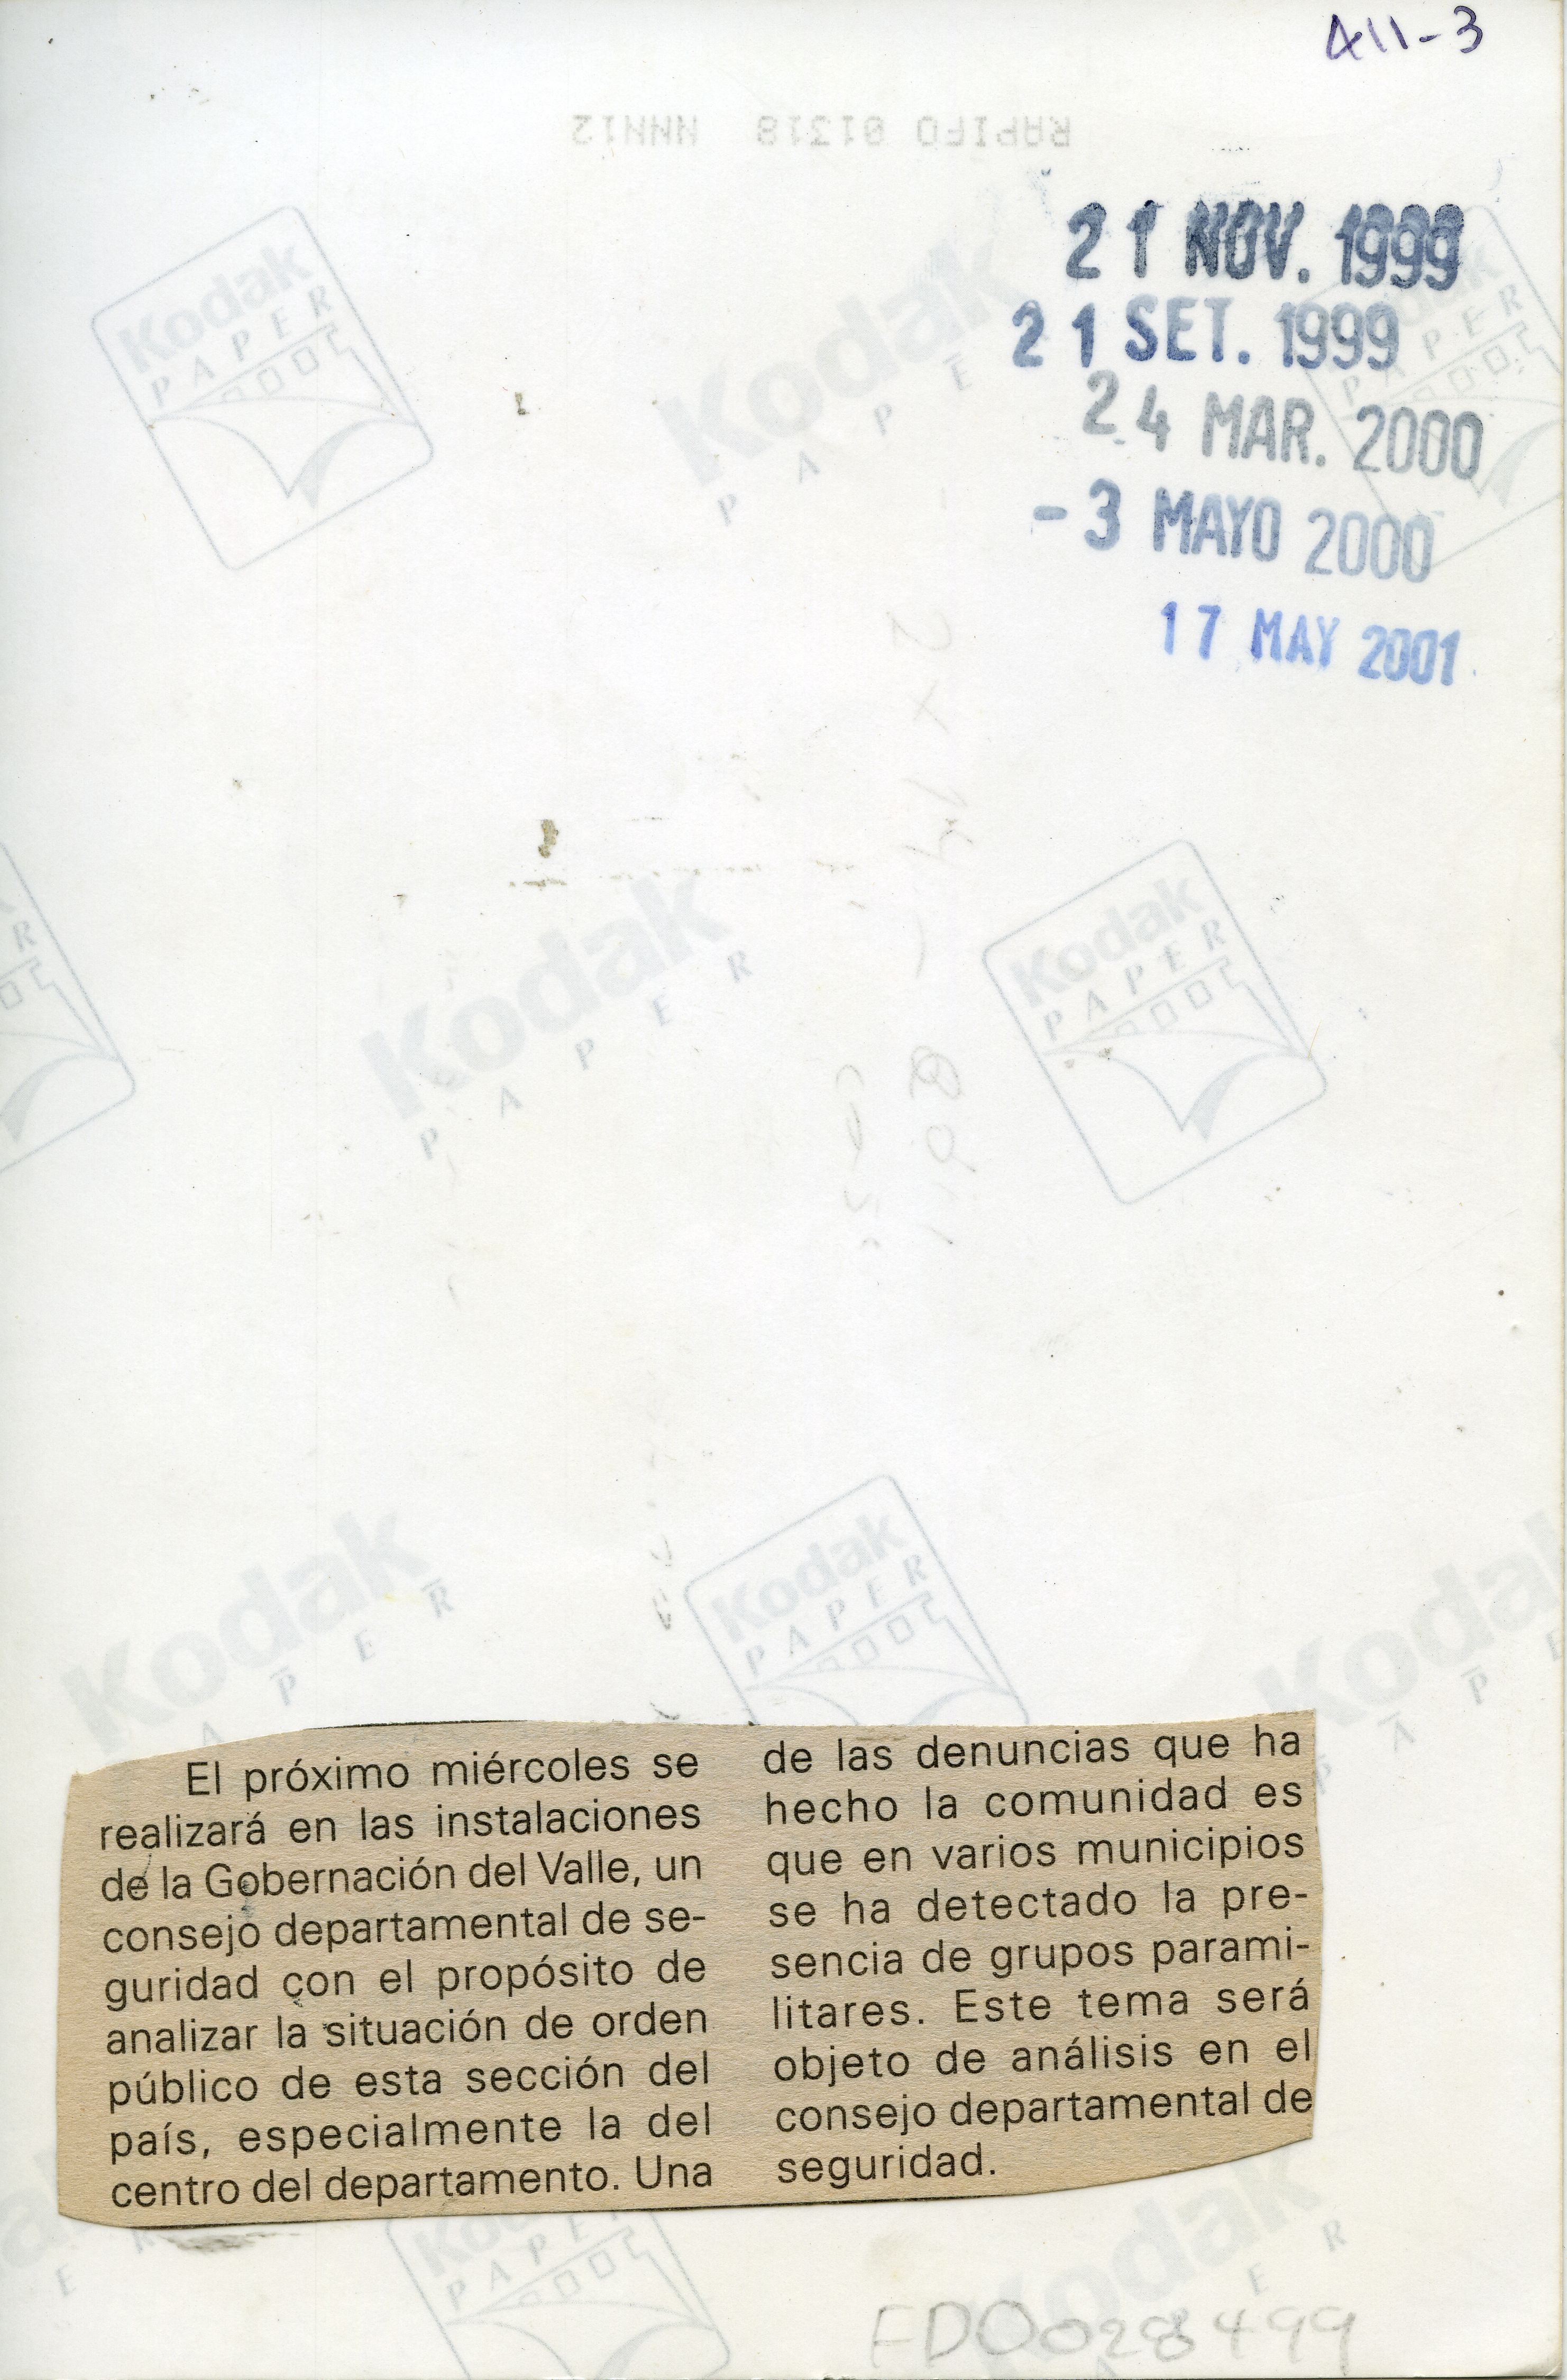 411-3
RAPIFO 01318 NNN12
21 NOV. 1999
21 SET. 1999
24 MAR. 2000
-3 MAYO 2000
17 MAY 2001
Kodak
PAPER
El próximo miércoles se
realizará en las instalaciones
de la Gobernación del Valle, un
consejo departamental de se-
guridad con el propósito de
analizar la situación de orden
público de esta sección del
país, especialmente la del
centro del departamento. Una
de las denuncias que ha
hecho la comunidad es
que en varios municipios
se ha detectado la pre-
sencia de grupos parami-
litares. Este tema será
objeto de análisis en el
consejo departamental de
seguridad.